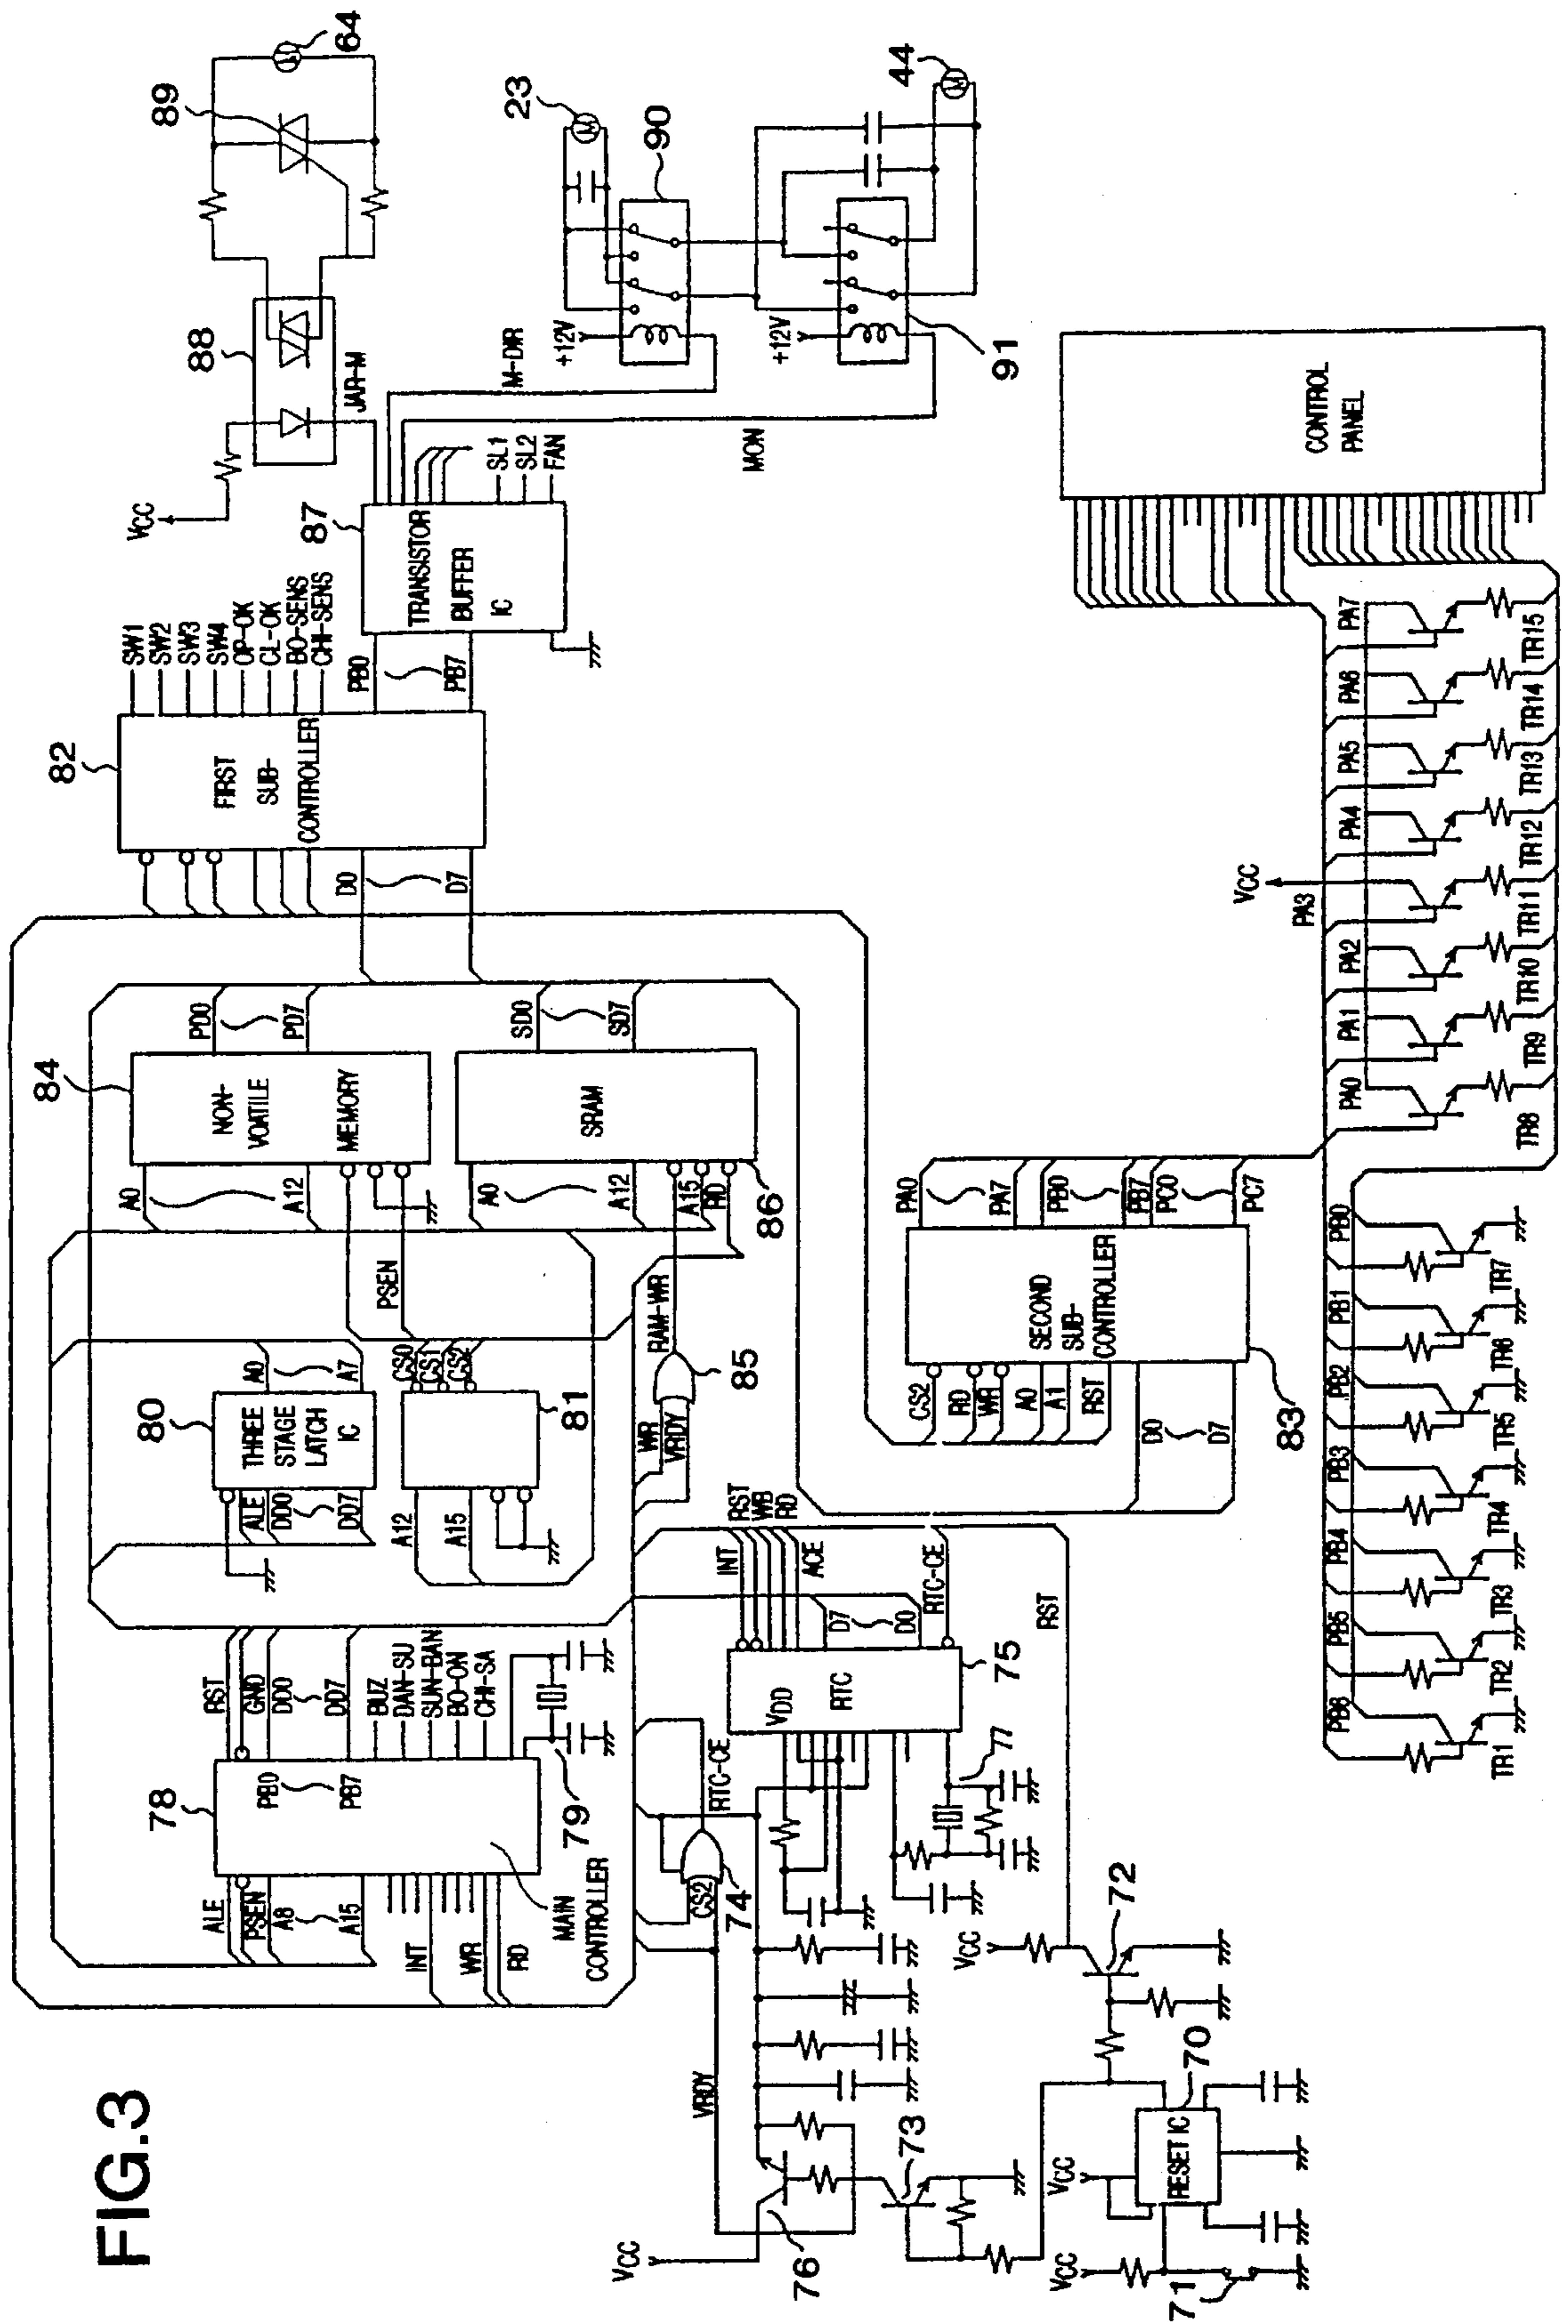 FIG.3
78
ALE
PSEN
A8
A15
INT
WR
RD
MAIN
CONTROLLER
PB0
PB7
RST
GND
DD0
DD7
BUZ
DAN-SU
SUN-BAN
BO-ON
CHI-SA
79
80
THREE
STAGE
LATCH
IC
ALE
DD0
DD7
A0
A7
81
A12
A15
CS0
CS1
CS2
PSEN
84
NON-
VOATILE
MEMORY
A0
A12
PD0
PD7
86
SRAM
A0
A12
A15
RD
SD0
SD7
RAM-WR
85
WR
VRDY
82
FIRST
SUB-
CONTROLLER
D0
D7
SW1
SW2
SW3
SW4
OP-OK
CL-OK
BO-SENS
CHI-SENS
PB0
PB7
87
TRANSISTOR
BUFFER
IC
SL1
SL2
FAN
VCC
88
JAR-M
89
64
M-DIR
MON
+12V
23
90
+12V
91
44
RTC-CE
CS2
74
VRDY
VCC
76
73
VCC
71
VCC
RESET IC
70
VCC
72
RST
VDD
RTC
75
77
INT
RST
WB
RD
ACE
D7
D0
RTC-CE
83
SECOND
SUB-
CONTROLLER
CS2
RD
WR
A0
A1
RST
D0
D7
PA0
PA7
PB0
PB7
PC0
PC7
CONTROL
PANEL
VCC
PA0
PA1
PA2
PA3
PA4
PA5
PA6
PA7
TR8
TR9
TR10
TR11
TR12
TR13
TR14
TR15
PB6
PB5
PB4
PB3
PB2
PB1
PB0
TR1
TR2
TR3
TR4
TR5
TR6
TR7